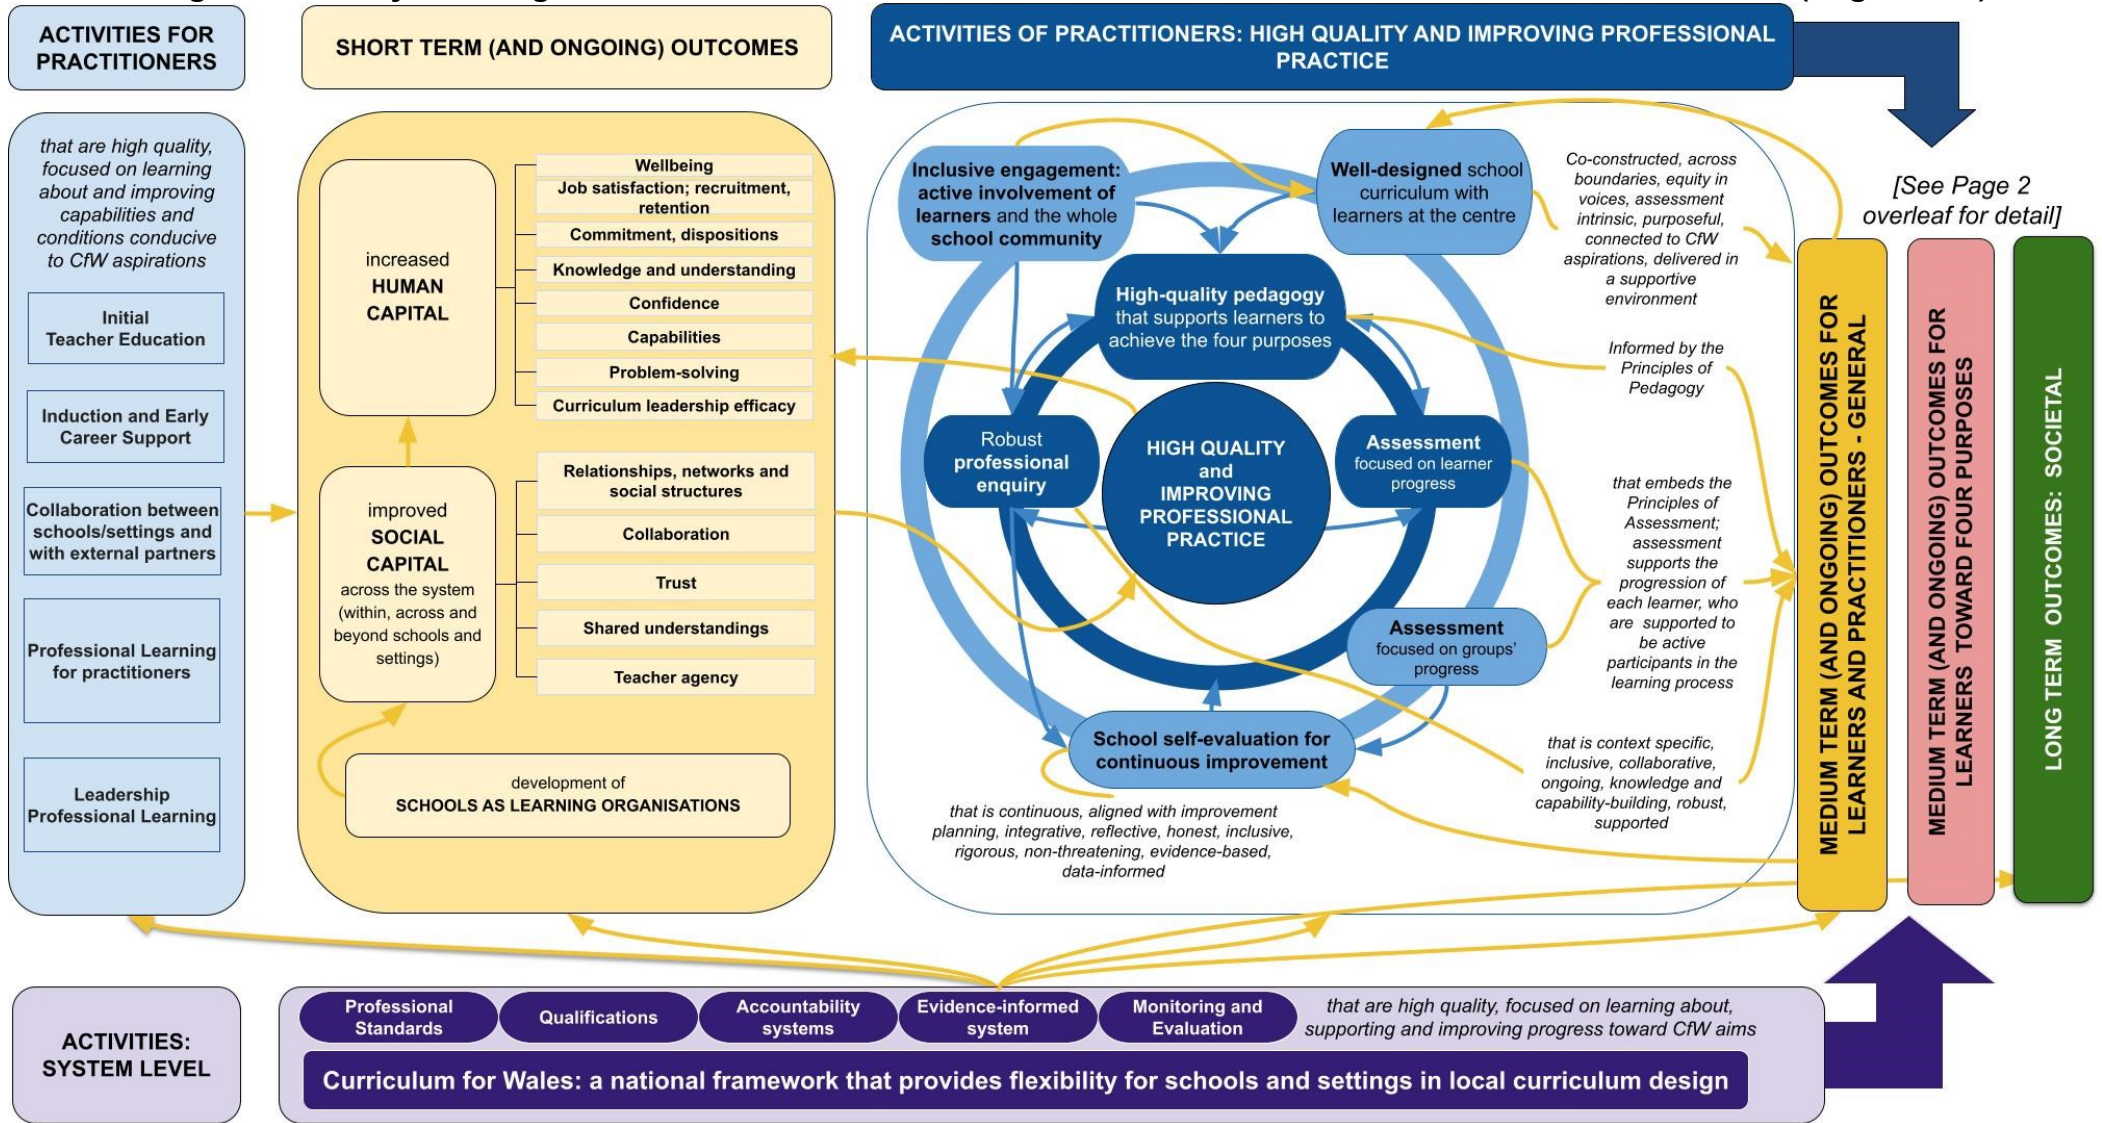 ACTIVITIES FOR
PRACTITIONERS
SHORT TERM (AND ONGOING) OUTCOMES
ACTIVITIES OF PRACTITIONERS: HIGH QUALITY AND IMPROVING PROFESSIONAL
PRACTICE
that are high quality,
focused on learning
about and improving
capabilities and
conditions conducive
to CfW aspirations
Initial
Teacher Education
Induction and Early
Career Support
Collaboration between
schools/settings and
with external partners
Professional Learning
for practitioners
Leadership
Professional Learning
increased
HUMAN
CAPITAL
Wellbeing
Job satisfaction; recruitment,
retention
Commitment, dispositions
Knowledge and understanding
Confidence
Capabilities
Problem-solving
Curriculum leadership efficacy
improved
SOCIAL
CAPITAL
across the system
(within, across and
beyond schools and
settings)
Relationships, networks and
social structures
Collaboration
Trust
Shared understandings
Teacher agency
development of
SCHOOLS AS LEARNING ORGANISATIONS
Inclusive engagement:
active involvement of
learners and the whole
school community
Well-designed school
curriculum with
learners at the centre
High-quality pedagogy
that supports learners to
achieve the four purposes
Robust
professional
enquiry
HIGH QUALITY
and
IMPROVING
PROFESSIONAL
PRACTICE
Assessment
focused on learner
progress
Assessment
focused on groups'
progress
School self-evaluation for
continuous improvement
that is continuous, aligned with improvement
planning, integrative, reflective, honest, inclusive,
rigorous, non-threatening, evidence-based,
data-informed
Co-constructed, across
boundaries, equity in
voices, assessment
intrinsic, purposeful,
connected to CfW
aspirations, delivered in
a supportive
environment
Informed by the
Principles of
Pedagogy
that embeds the
Principles of
Assessment;
assessment
supports the
progression of
each learner, who
are supported to
be active
participants in the
learning process
that is context specific,
inclusive, collaborative,
ongoing, knowledge and
capability-building, robust,
supported
[See Page 2
overleaf for detail]
MEDIUM TERM (AND ONGOING) OUTCOMES FOR
LEARNERS AND PRACTITIONERS - GENERAL
MEDIUM TERM (AND ONGOING) OUTCOMES FOR
LEARNERS TOWARD FOUR PURPOSES
LONG TERM OUTCOMES: SOCIETAL
ACTIVITIES:
SYSTEM LEVEL
Professional
Standards
Qualifications
Accountability
systems
Evidence-informed
system
Monitoring and
Evaluation
that are high quality, focused on learning about,
supporting and improving progress toward CfW aims
Curriculum for Wales: a national framework that provides flexibility for schools and settings in local curriculum design